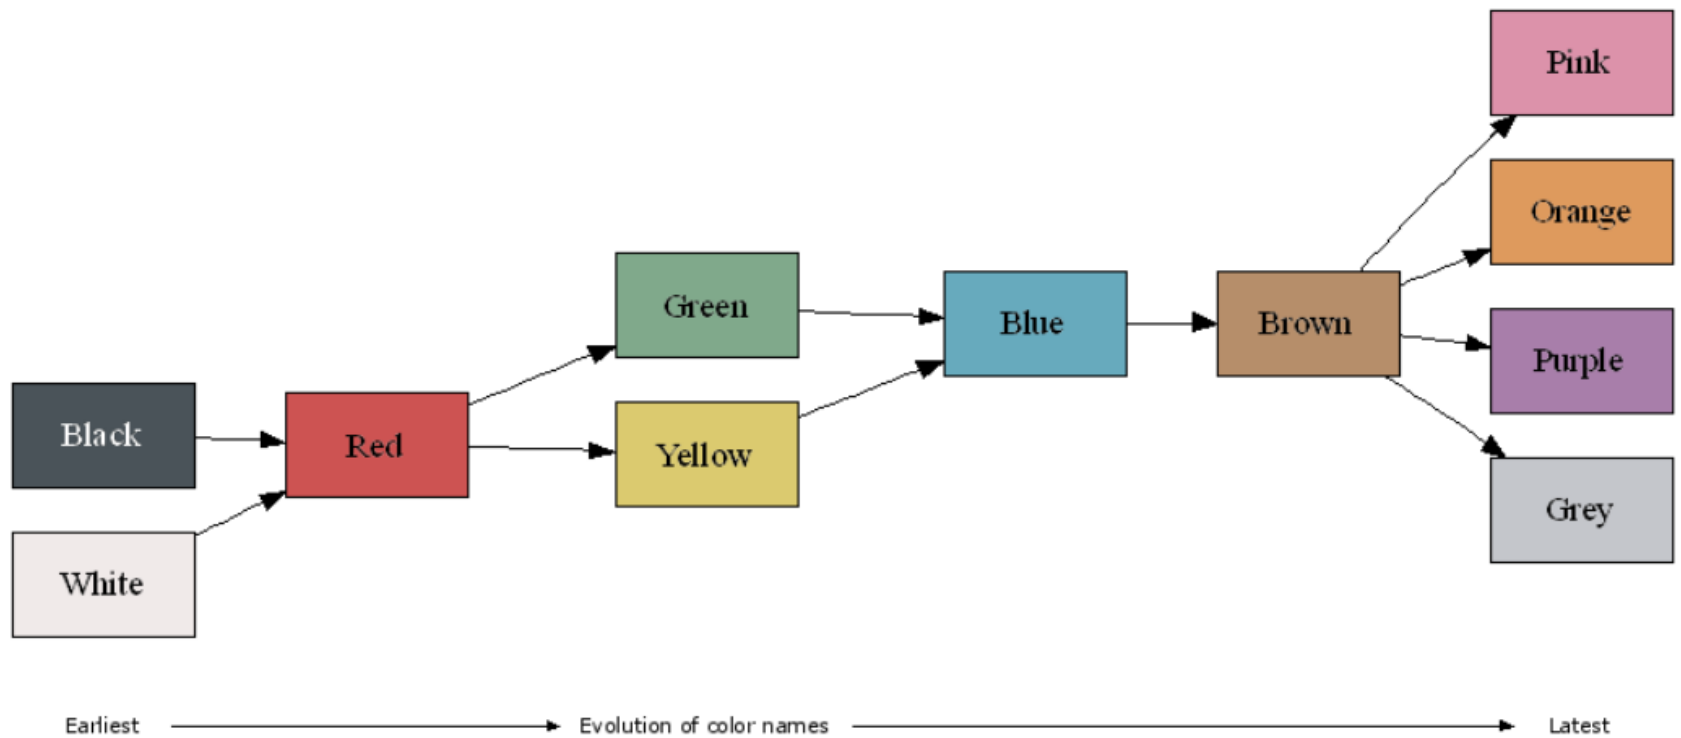 Pink
Orange
Green
Blue
Brown
Purple
Black
Red
Yellow
Grey
White
Earliest
Evolution of color names
Latest